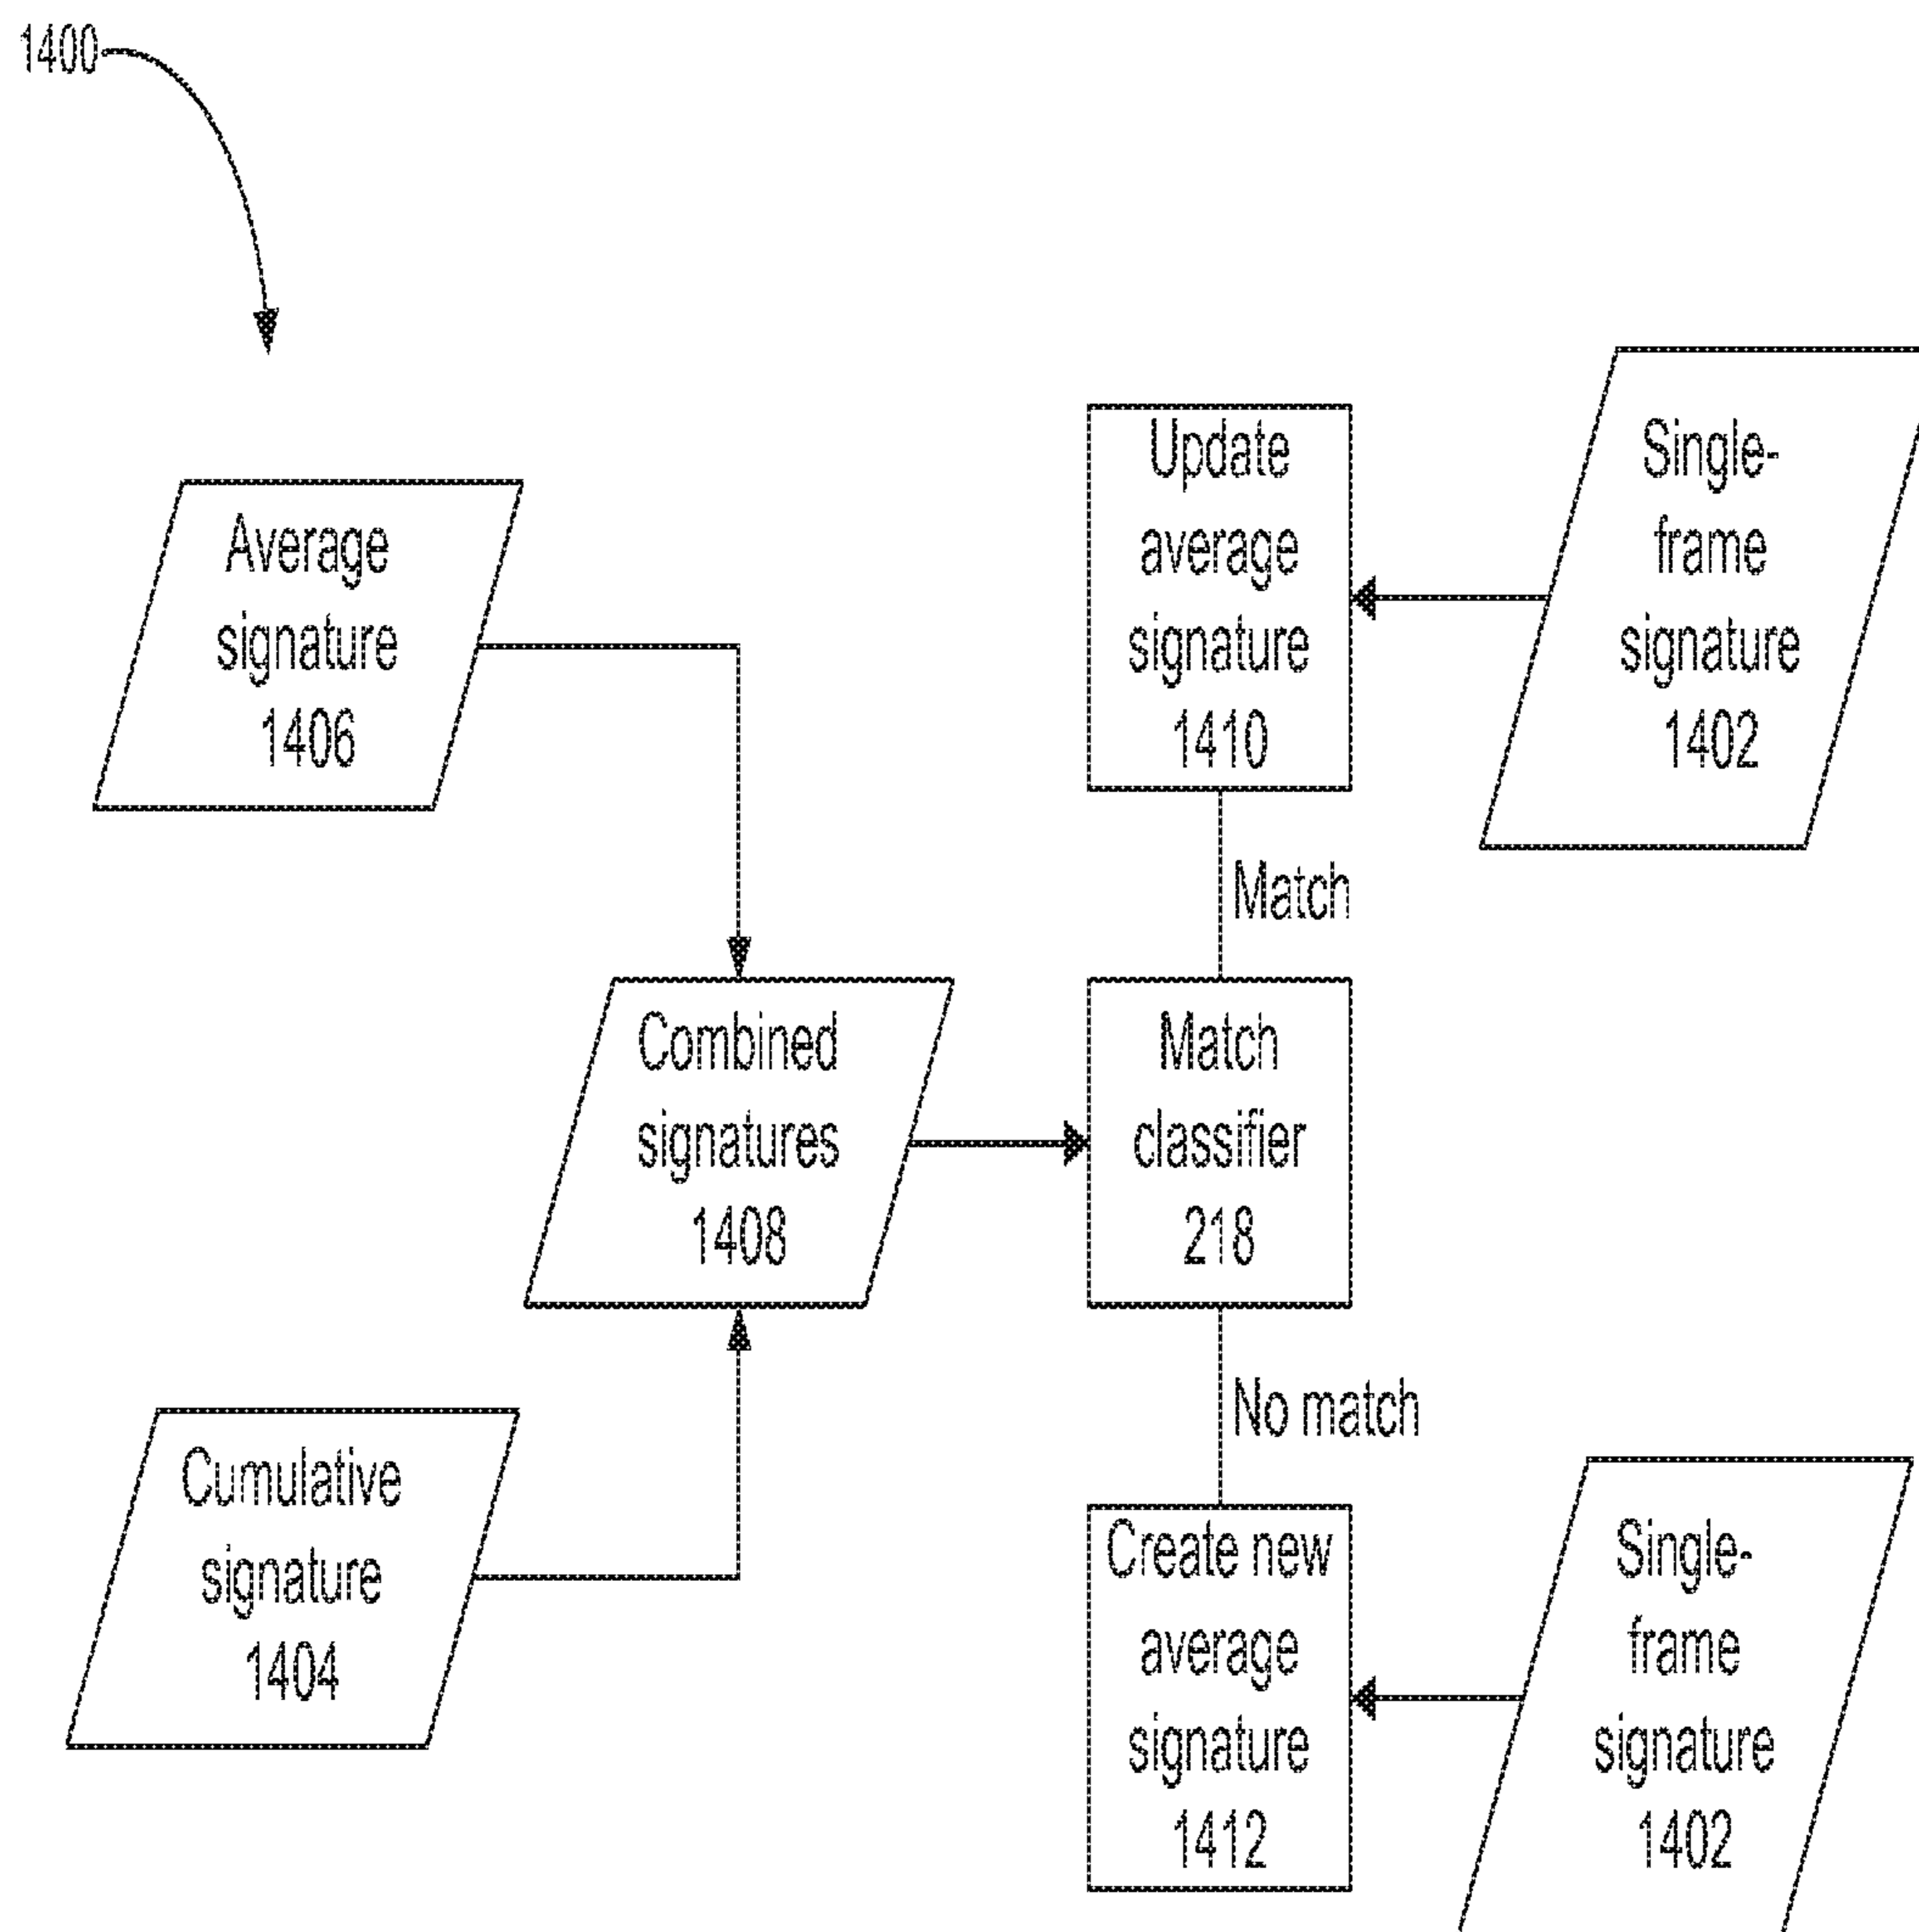 1400
Average
signature
1406
Update
average
signature
1410
Single-
frame
signature
1402
Match
Combined
signatures
1408
Match
classifier
218
No match
Cumulative
signature
1404
Create new
average
signature
1412
Single-
frame
signature
1402